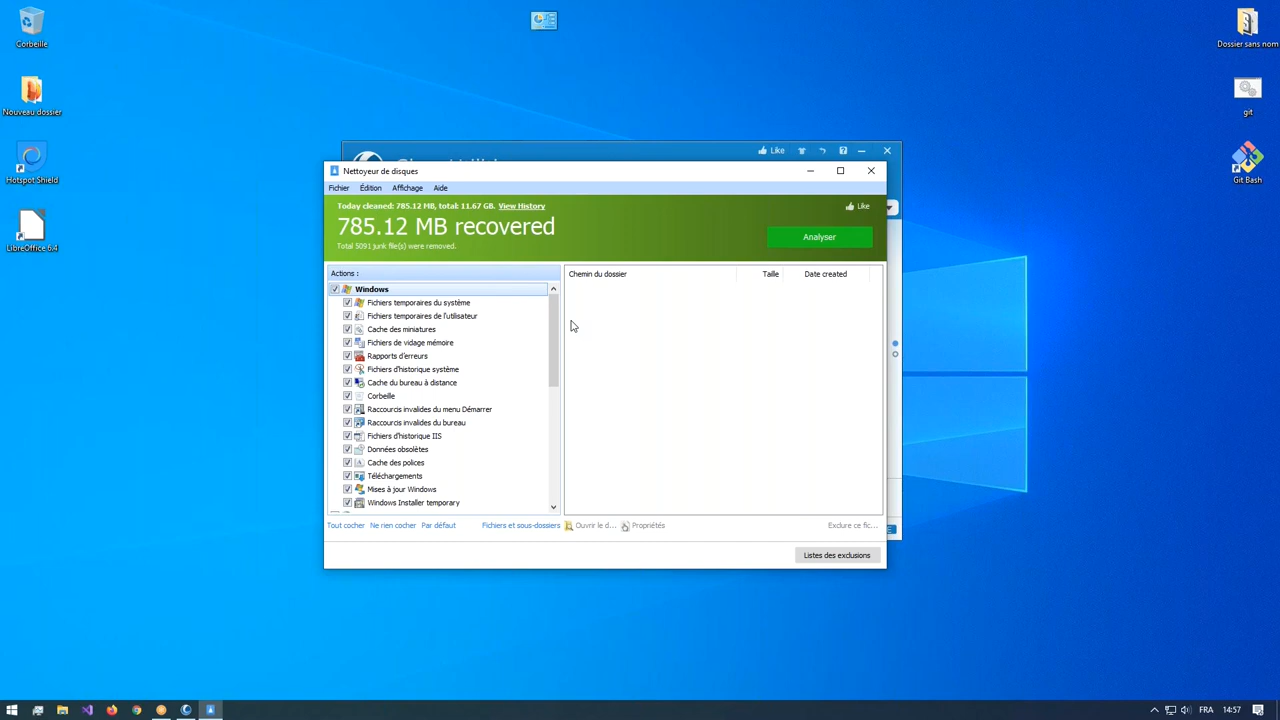 Corbeille
Nouveau dossier
Hotspot Shield
LibreOffice 6.4
Dossier sans nom
git
Git Bash
Like
Nettoyeur de disques
Fichier Édition Affichage Aide
Today cleaned: 785.12 MB, total: 11.67 GB. View History
Like
785.12 MB recovered
Total 5091 junk file(s) were removed.
Analyser
Actions :
Chemin du dossier Taille Date created
Windows
Fichiers temporaires du système
Fichiers temporaires de l'utilisateur
Cache des miniatures
Fichiers de vidage mémoire
Rapports d'erreurs
Fichiers d'historique système
Cache du bureau à distance
Corbeille
Raccourcis invalides du menu Démarrer
Raccourcis invalides du bureau
Fichiers d'historique IIS
Données obsolètes
Cache des polices
Téléchargements
Mises à jour Windows
Windows Installer temporary
Tout cocher Ne rien cocher Par défaut Fichiers et sous-dossiers Ouvrir le d... Propriétés Exclure ce fic...
Listes des exclusions
FRA 14:57